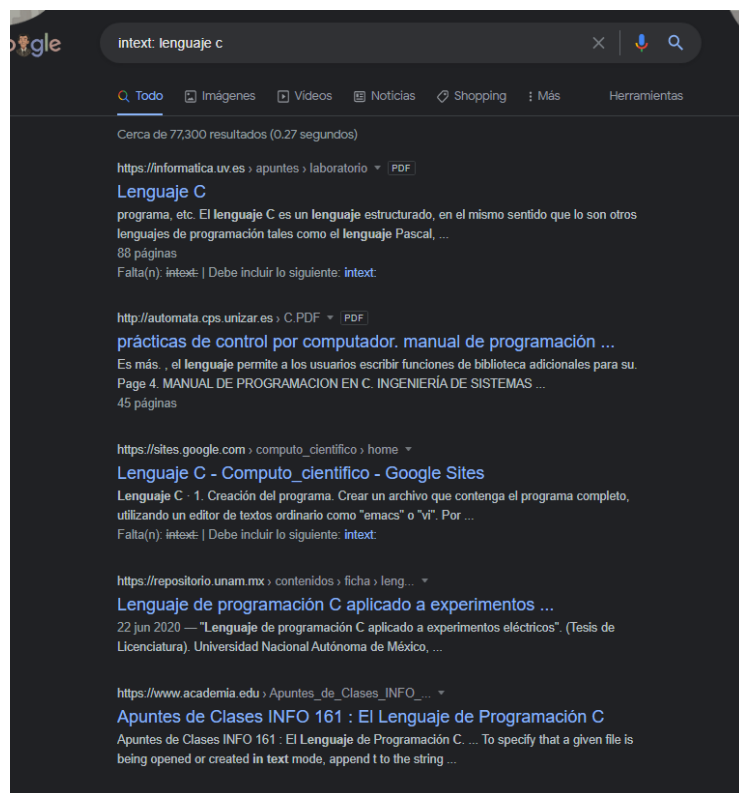 gle
intext: lenguaje c
Todo Imágenes Videos Noticias Shopping Más Herramientas
Cerca de 77,300 resultados (0.27 segundos)
https://informatica.uv.es › apuntes › laboratorio PDF
Lenguaje C
programa, etc. El lenguaje C es un lenguaje estructurado, en el mismo sentido que lo son otros
lenguajes de programación tales como el lenguaje Pascal, ...
88 páginas
Falta(n): intext: | Debe incluir lo siguiente: intext:
http://automata.cps.unizar.es › C.PDF PDF
prácticas de control por computador. manual de programación ...
Es más. , el lenguaje permite a los usuarios escribir funciones de biblioteca adicionales para su.
Page 4. MANUAL DE PROGRAMACION EN C. INGENIERÍA DE SISTEMAS ...
45 páginas
https://sites.google.com › computo_cientifico › home
Lenguaje C - Computo_cientifico - Google Sites
Lenguaje C · 1. Creación del programa. Crear un archivo que contenga el programa completo,
utilizando un editor de textos ordinario como "emacs" o "vi". Por ...
Falta(n): intext: | Debe incluir lo siguiente: intext:
https://repositorio.unam.mx › contenidos › ficha › leng...
Lenguaje de programación C aplicado a experimentos ...
22 jun 2020 — "Lenguaje de programación C aplicado a experimentos eléctricos". (Tesis de
Licenciatura). Universidad Nacional Autónoma de México, ...
https://www.academia.edu › Apuntes_de_Clases_INFO_...
Apuntes de Clases INFO 161 : El Lenguaje de Programación C
Apuntes de Clases INFO 161 : El Lenguaje de Programación C. ... To specify that a given file is
being opened or created in text mode, append t to the string ...